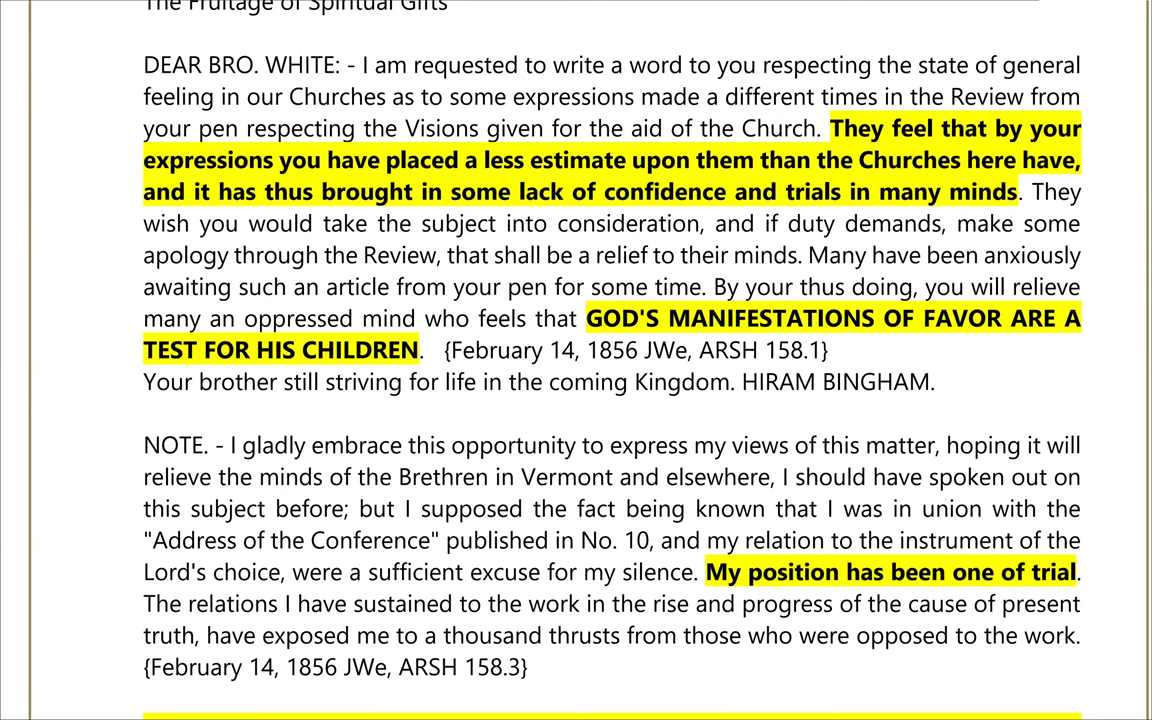 The Fruitage of Spiritual Gifts
DEAR BRO. WHITE: - I am requested to write a word to you respecting the state of general
feeling in our Churches as to some expressions made a different times in the Review from
your pen respecting the Visions given for the aid of the Church. They feel that by your
expressions you have placed a less estimate upon them than the Churches here have,
and it has thus brought in some lack of confidence and trials in many minds. They
wish you would take the subject into consideration, and if duty demands, make some
apology through the Review, that shall be a relief to their minds. Many have been anxiously
awaiting such an article from your pen for some time. By your thus doing, you will relieve
many an oppressed mind who feels that GOD'S MANIFESTATIONS OF FAVOR ARE A
TEST FOR HIS CHILDREN. {February 14, 1856 JWe, ARSH 158.1}
Your brother still striving for life in the coming Kingdom. HIRAM BINGHAM.
NOTE. - I gladly embrace this opportunity to express my views of this matter, hoping it will
relieve the minds of the Brethren in Vermont and elsewhere, I should have spoken out on
this subject before; but I supposed the fact being known that I was in union with the
"Address of the Conference" published in No. 10, and my relation to the instrument of the
Lord's choice, were a sufficient excuse for my silence. My position has been one of trial.
The relations I have sustained to the work in the rise and progress of the cause of present
truth, have exposed me to a thousand thrusts from those who were opposed to the work.
{February 14, 1856 JWe, ARSH 158.3}